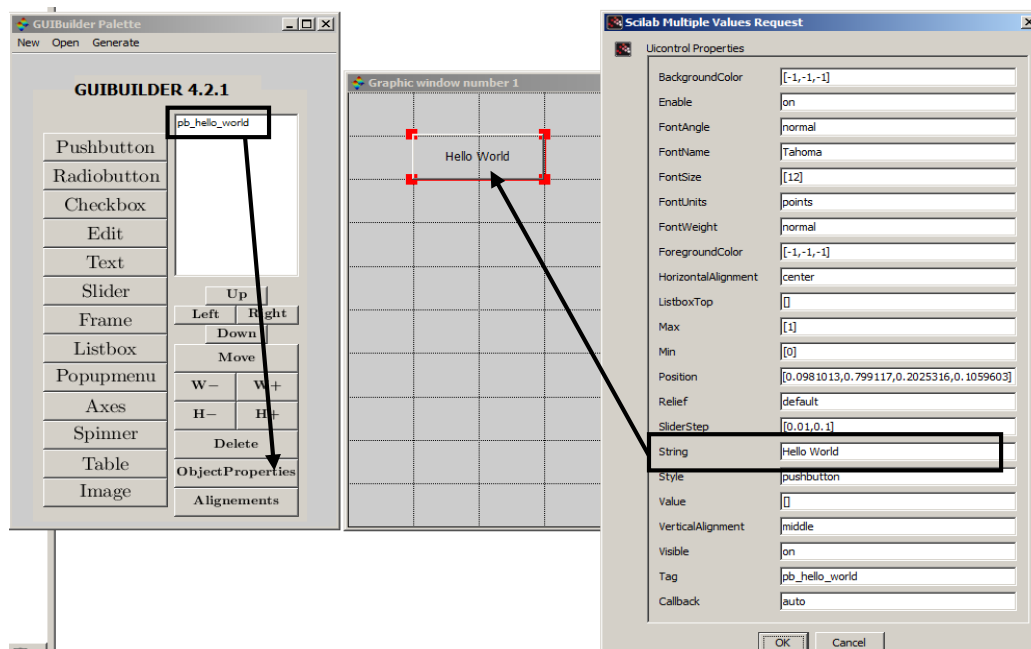 GUIBuilder Palette
New Open Generate
GUIBUILDER 4.2.1
pb_hello_world
Pushbutton
Radiobutton
Checkbox
Edit
Text
Slider
Frame
Listbox
Popupmenu
Axes
Spinner
Table
Image
Up
Left Right
Down
Move
W− W+
H− H+
Delete
ObjectProperties
Alignements
Graphic window number 1
Hello World
Scilab Multiple Values Request
Uicontrol Properties
BackgroundColor [-1,-1,-1]
Enable on
FontAngle normal
FontName Tahoma
FontSize [12]
FontUnits points
FontWeight normal
ForegroundColor [-1,-1,-1]
HorizontalAlignment center
ListboxTop []
Max [1]
Min [0]
Position [0.0981013,0.799117,0.2025316,0.1059603]
Relief default
SliderStep [0.01,0.1]
String Hello World
Style pushbutton
Value []
VerticalAlignment middle
Visible on
Tag pb_hello_world
Callback auto
OK Cancel